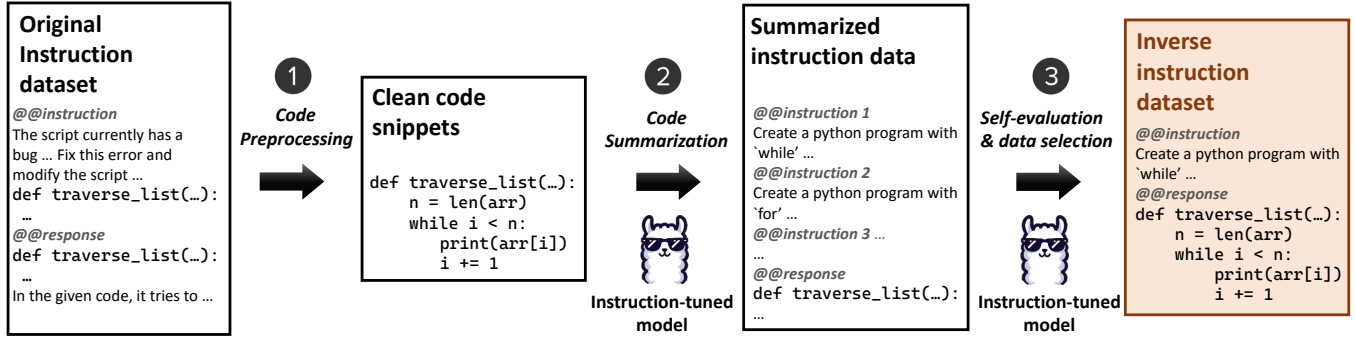 Original
Instruction
dataset
@@instruction
The script currently has a
bug … Fix this error and
modify the script …
def traverse_list(…):
…
@@response
def traverse_list(…):
…
In the given code, it tries to …
1
Code
Preprocessing
Clean code
snippets
def traverse_list(…):
n = len(arr)
while i < n:
print(arr[i])
i += 1
2
Code
Summarization
Instruction-tuned
model
Summarized
instruction data
@@instruction 1
Create a python program with
`while’ …
@@instruction 2
Create a python program with
`for’ …
@@instruction 3 …
…
@@response
def traverse_list(…):
…
3
Self-evaluation
& data selection
Instruction-tuned
model
Inverse
instruction
dataset
@@instruction
Create a python program with
`while’ …
@@response
def traverse_list(…):
n = len(arr)
while i < n:
print(arr[i])
i += 1